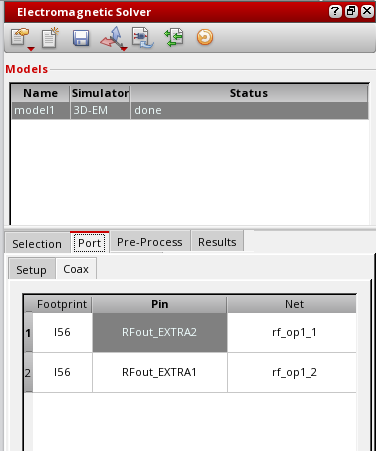 Electromagnetic Solver
Models
Name Simulator Status
model1 3D-EM done
Selection Port Pre-Process Results
Setup Coax
Footprint Pin Net
1 I56 RFout_EXTRA2 rf_op1_1
2 I56 RFout_EXTRA1 rf_op1_2